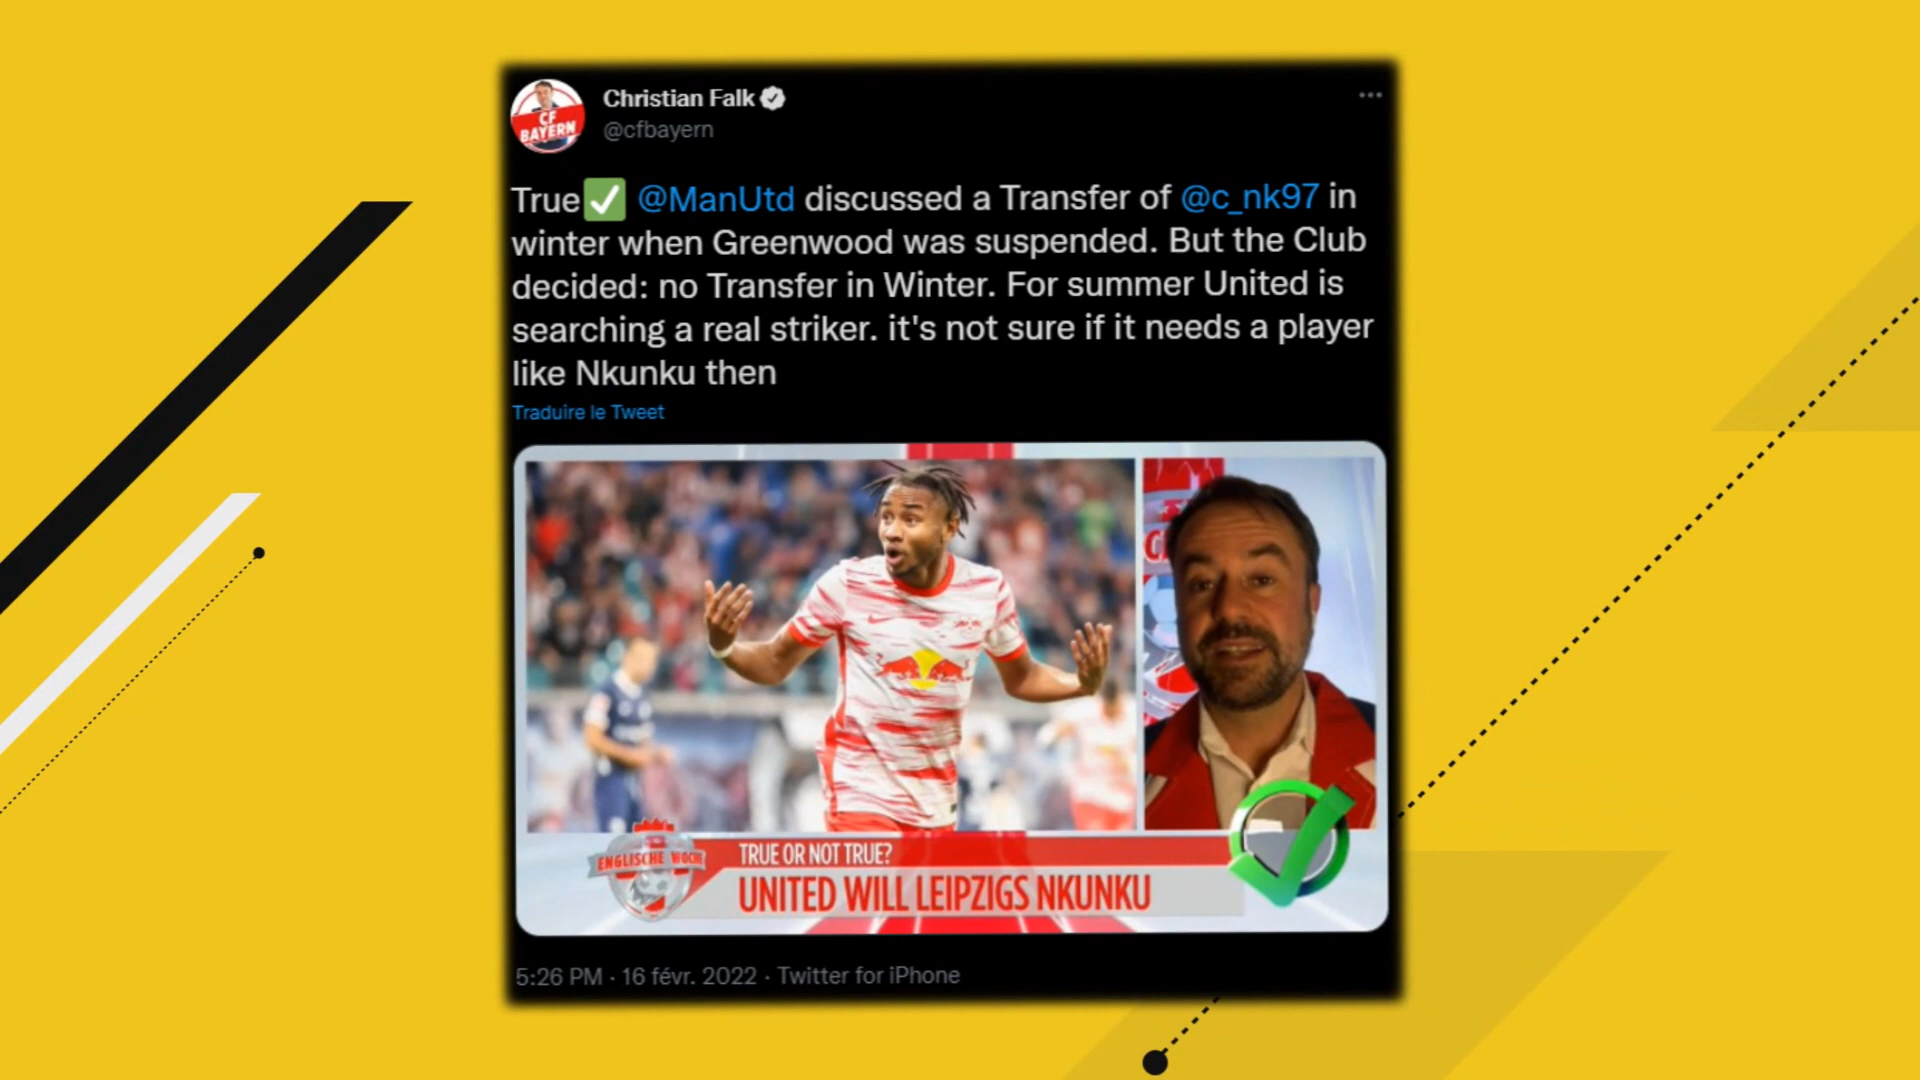 Christian Falk
@cfbayern
CF
BAYERN
True✅ @ManUtd discussed a Transfer of @c_nk97 in
winter when Greenwood was suspended. But the Club
decided: no Transfer in Winter. For summer United is
searching a real striker. it's not sure if it needs a player
like Nkunku then
Traduire le Tweet
ENGLISCHE WOCHE
TRUE OR NOT TRUE?
UNITED WILL LEIPZIGS NKUNKU
5:26 PM · 16 févr. 2022 · Twitter for iPhone